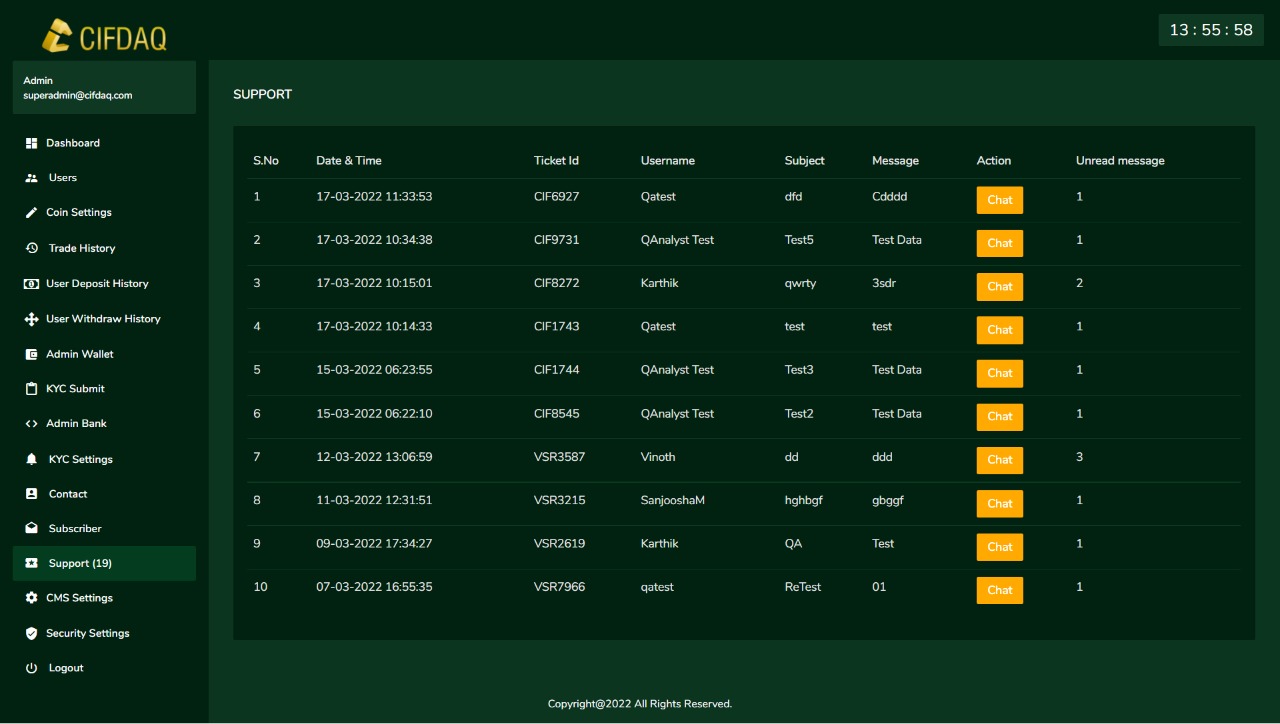 CIFDAQ
13 : 55 : 58
Admin
superadmin@cifdaq.com
Dashboard
Users
Coin Settings
Trade History
User Deposit History
User Withdraw History
Admin Wallet
KYC Submit
Admin Bank
KYC Settings
Contact
Subscriber
Support (19)
CMS Settings
Security Settings
Logout
SUPPORT
S.No Date & Time Ticket Id Username Subject Message Action Unread message
1 17-03-2022 11:33:53 CIF6927 Qatest dfd Cdddd Chat 1
2 17-03-2022 10:34:38 CIF9731 QAnalyst Test Test5 Test Data Chat 1
3 17-03-2022 10:15:01 CIF8272 Karthik qwrty 3sdr Chat 2
4 17-03-2022 10:14:33 CIF1743 Qatest test test Chat 1
5 15-03-2022 06:23:55 CIF1744 QAnalyst Test Test3 Test Data Chat 1
6 15-03-2022 06:22:10 CIF8545 QAnalyst Test Test2 Test Data Chat 1
7 12-03-2022 13:06:59 VSR3587 Vinoth dd ddd Chat 3
8 11-03-2022 12:31:51 VSR3215 SanjooshaM hghbgf gbggf Chat 1
9 09-03-2022 17:34:27 VSR2619 Karthik QA Test Chat 1
10 07-03-2022 16:55:35 VSR7966 qatest ReTest 01 Chat 1
Copyright@2022 All Rights Reserved.